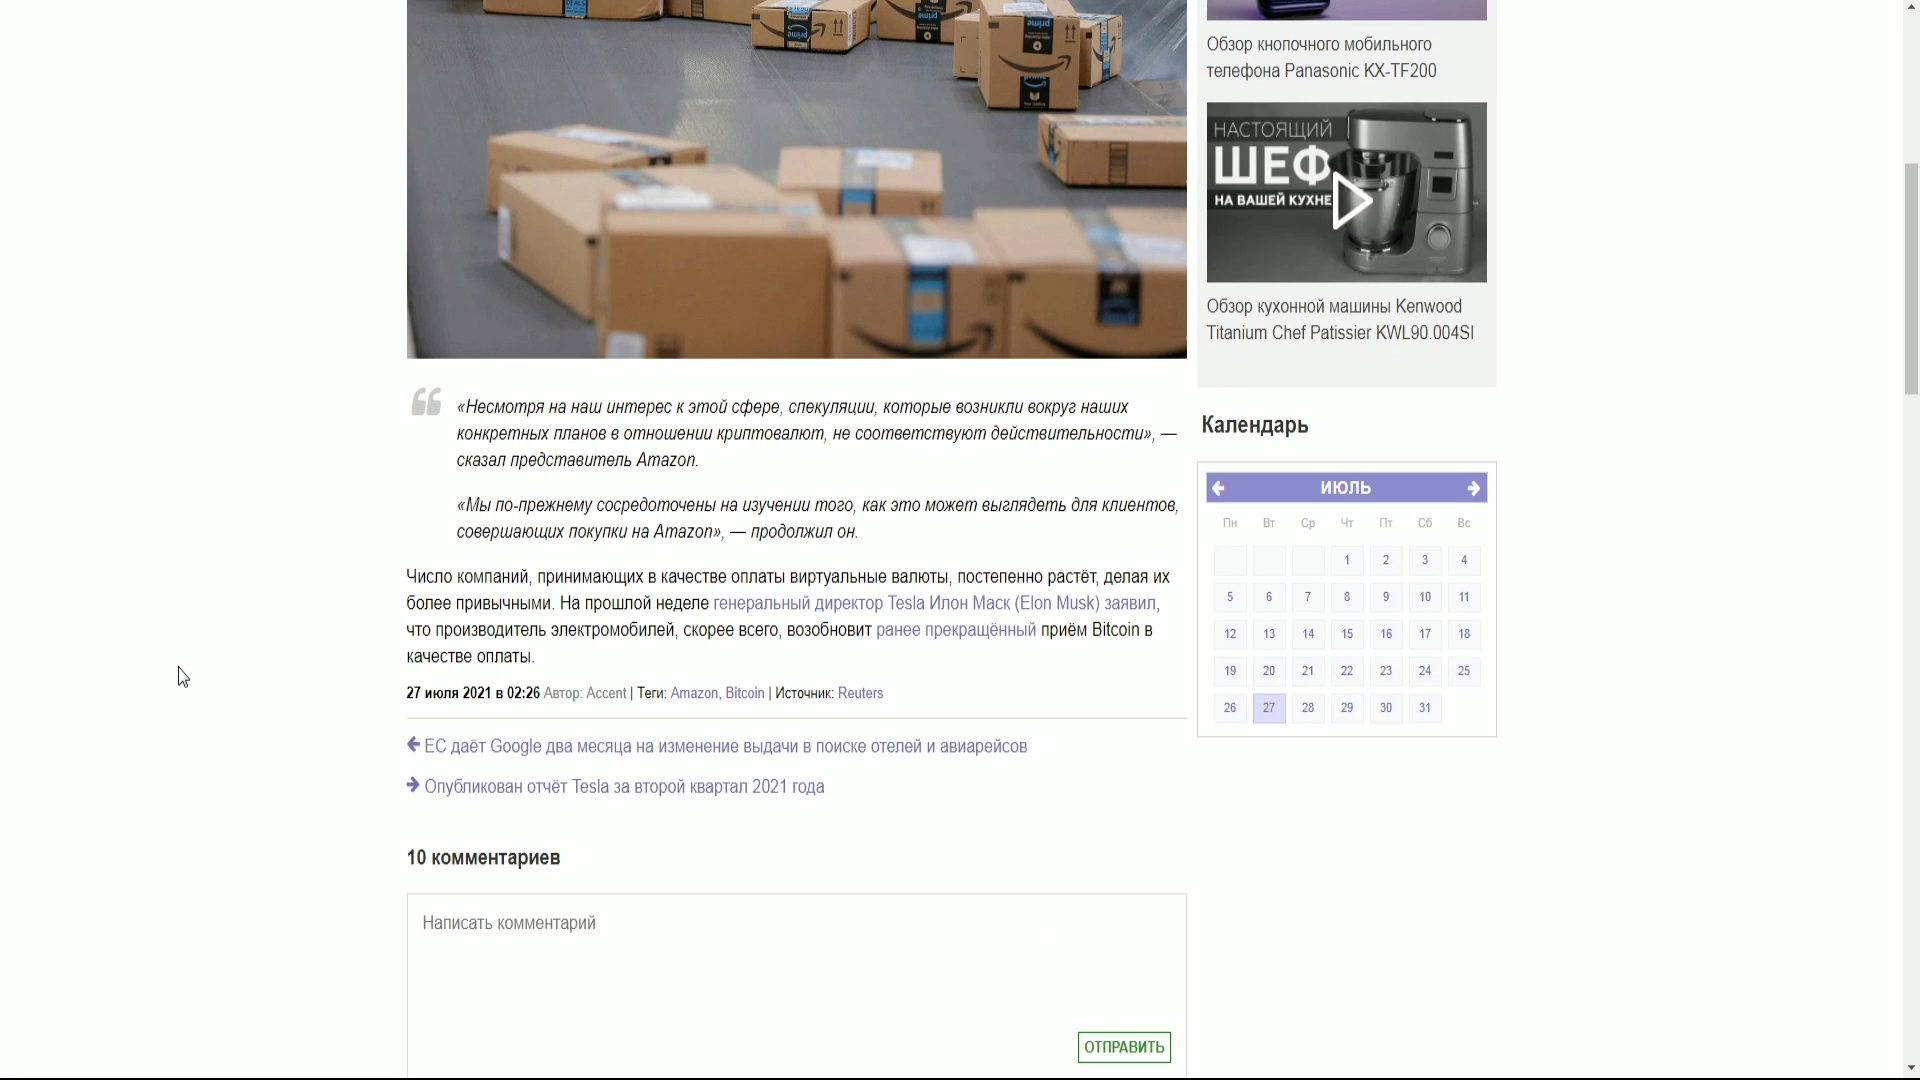 «Несмотря на наш интерес к этой сфере, спекуляции, которые возникли вокруг наших
конкретных планов в отношении криптовалют, не соответствуют действительности», —
сказал представитель Amazon.
«Мы по-прежнему сосредоточены на изучении того, как это может выглядеть для клиентов,
совершающих покупки на Amazon», — продолжил он.
Число компаний, принимающих в качестве оплаты виртуальные валюты, постепенно растёт, делая их
более привычными. На прошлой неделе генеральный директор Tesla Илон Маск (Elon Musk) заявил,
что производитель электромобилей, скорее всего, возобновит ранее прекращённый приём Bitcoin в
качестве оплаты.
27 июля 2021 в 02:26 Автор: Accent | Теги: Amazon, Bitcoin | Источник: Reuters
ЕС даёт Google два месяца на изменение выдачи в поиске отелей и авиарейсов
Опубликован отчёт Tesla за второй квартал 2021 года
10 комментариев
Написать комментарий
ОТПРАВИТЬ
Обзор кнопочного мобильного
телефона Panasonic KX-TF200
НАСТОЯЩИЙ
ШЕФ
НА ВАШЕЙ КУХНЕ
Обзор кухонной машины Kenwood
Titanium Chef Patissier KWL90.004SI
Календарь
ИЮЛЬ
Пн Вт Ср Чт Пт Сб Вс
1 2 3 4
5 6 7 8 9 10 11
12 13 14 15 16 17 18
19 20 21 22 23 24 25
26 27 28 29 30 31